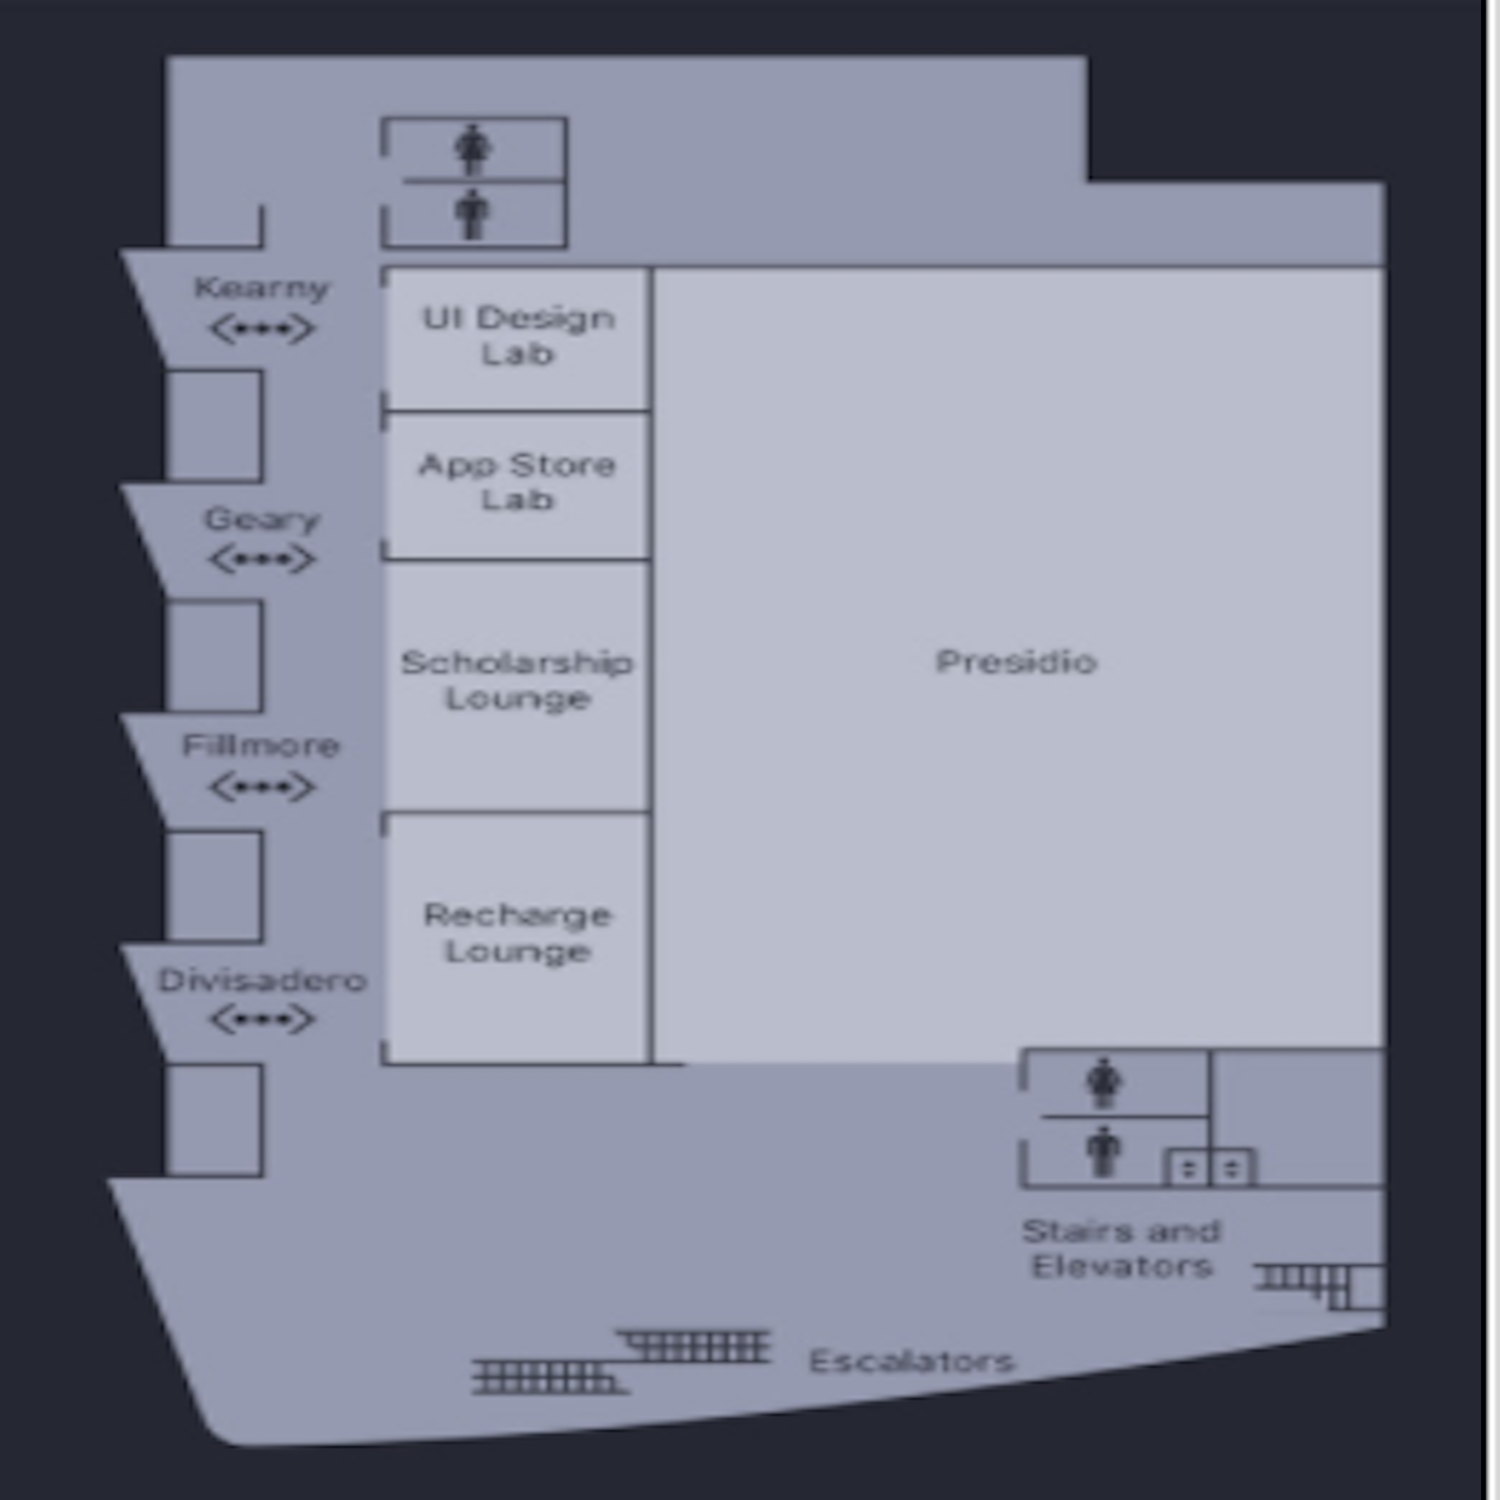 Kearny
UI Design
Lab
App Store
Lab
Geary
Scholarship
Lounge
Presidio
Fillmore
Recharge
Lounge
Divisadero
Stairs and
Elevators
Escalators